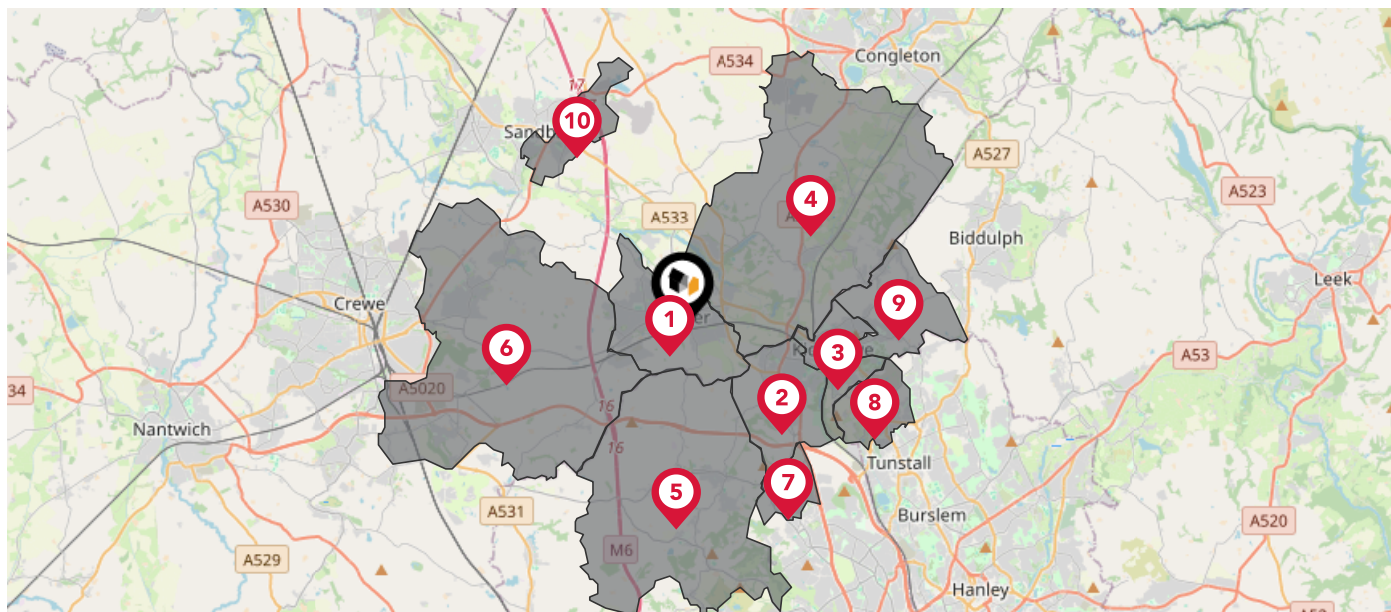 Congleton
A534
17
10
Sandb
A527
4
A
A530
A533
A523
Biddulph
Leek
Crewe
9
1
er
3
K
e
6
2
8
A53
34
A5020
16
Nantwich
16
Tunstall
7
5
A531
Burslem
A520
M6
A529
Hanley